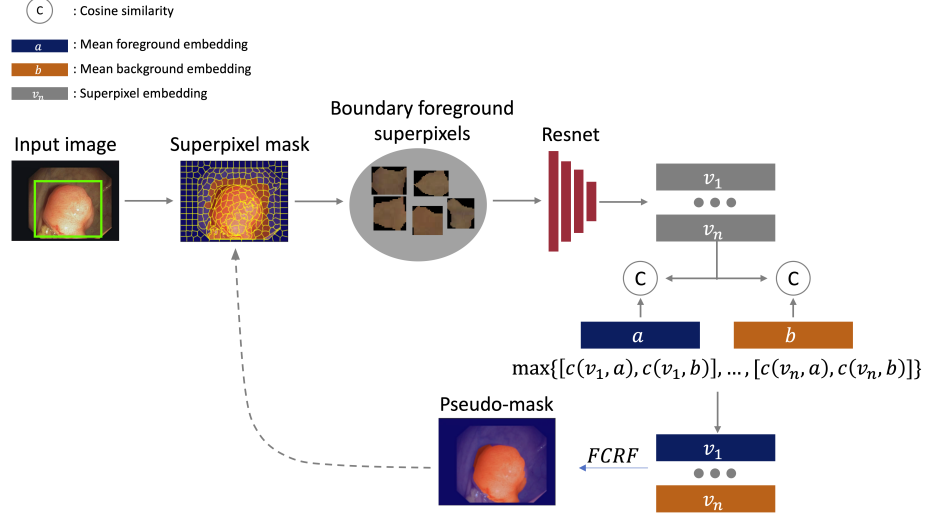 C : Cosine similarity
a : Mean foreground embedding
b : Mean background embedding
vₙ : Superpixel embedding
Boundary foreground
superpixels
Input image
Superpixel mask
Resnet
v₁
vₙ
C
C
a
b
max{[c(v₁, a), c(v₁, b)], …, [c(vₙ, a), c(vₙ, b)]}
Pseudo-mask
v₁
FCRF
vₙ